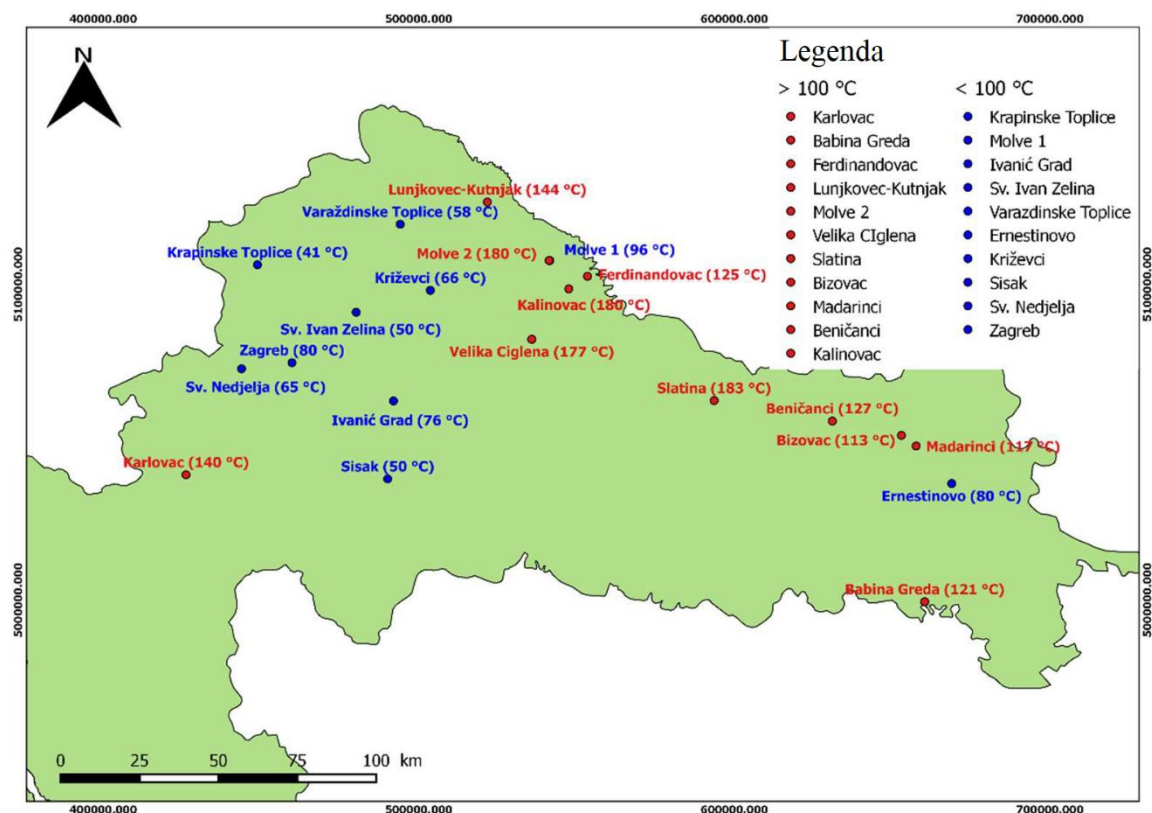 400000.000 500000.000 600000.000 700000.000
N
Legenda
> 100 °C < 100 °C
Karlovac Krapinske Toplice
Babina Greda Molve 1
Ferdinandovac Ivanić Grad
Lunjkovec-Kutnjak Sv. Ivan Zelina
Molve 2 Varazdinske Toplice
Velika CIglena Ernestinovo
Slatina Križevci
Bizovac Sisak
Madarinci Sv. Nedjelja
Beničanci Zagreb
Kalinovac
Lunjkovec-Kutnjak (144 °C)
Varaždinske Toplice (58 °C)
Krapinske Toplice (41 °C)
Molve 2 (180 °C)
Molve 1 (96 °C)
Križevci (66 °C)
Ferdinandovac (125 °C)
5100000.000 5100000.000
Kalinovac (180 °C)
Sv. Ivan Zelina (50 °C)
Zagreb (80 °C)
Velika Ciglena (177 °C)
Sv. Nedjelja (65 °C)
Slatina (183 °C)
Ivanić Grad (76 °C)
Beničanci (127 °C)
Bizovac (113 °C)
Madarinci (117 °C)
Karlovac (140 °C)
Sisak (50 °C)
Ernestinovo (80 °C)
5000000.000 5000000.000
Babina Greda (121 °C)
0 25 50 75 100 km
400000.000 500000.000 600000.000 700000.000